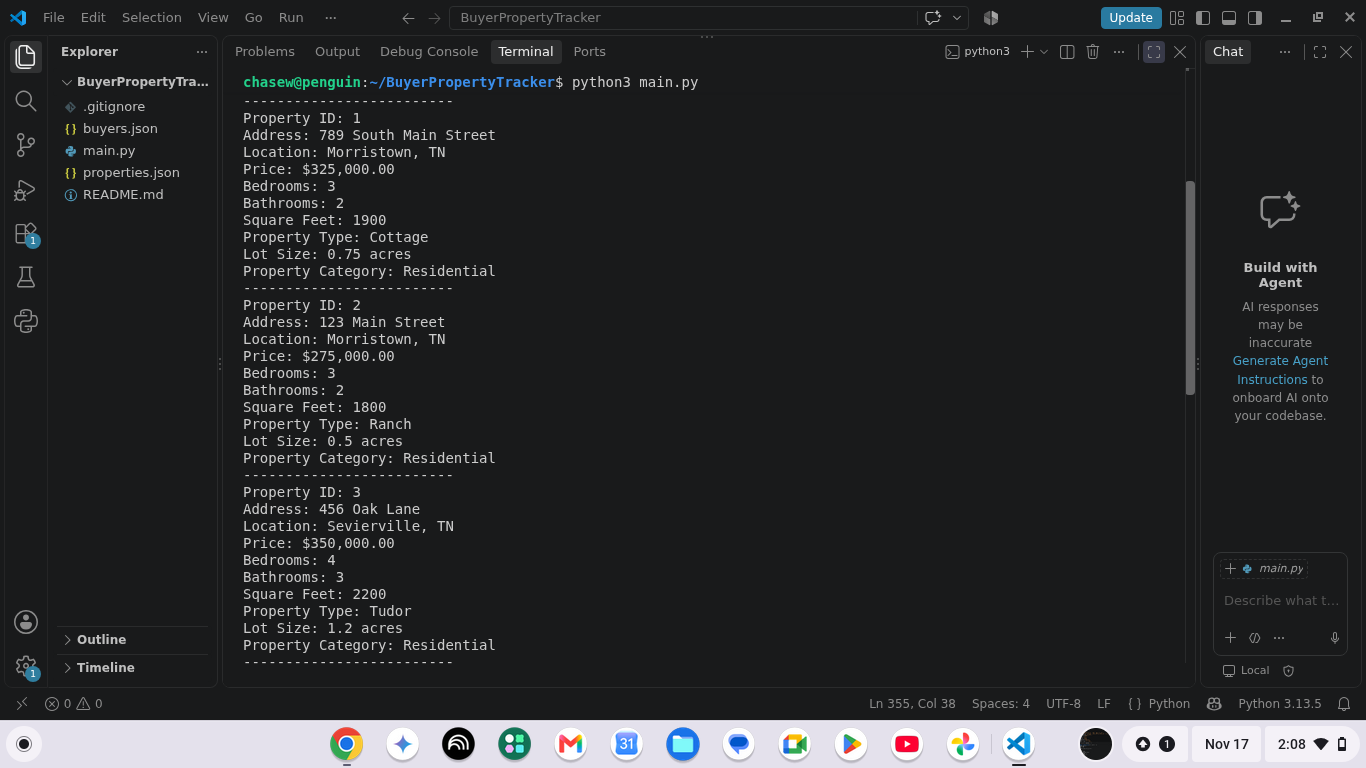 File Edit Selection View Go Run ···
BuyerPropertyTracker
Update
Explorer
BuyerPropertyTra...
.gitignore
buyers.json
main.py
properties.json
README.md
Outline
Timeline
Problems Output Debug Console Terminal Ports
python3
chasew@penguin:~/BuyerPropertyTracker$ python3 main.py
-------------------------
Property ID: 1
Address: 789 South Main Street
Location: Morristown, TN
Price: $325,000.00
Bedrooms: 3
Bathrooms: 2
Square Feet: 1900
Property Type: Cottage
Lot Size: 0.75 acres
Property Category: Residential
-------------------------
Property ID: 2
Address: 123 Main Street
Location: Morristown, TN
Price: $275,000.00
Bedrooms: 3
Bathrooms: 2
Square Feet: 1800
Property Type: Ranch
Lot Size: 0.5 acres
Property Category: Residential
-------------------------
Property ID: 3
Address: 456 Oak Lane
Location: Sevierville, TN
Price: $350,000.00
Bedrooms: 4
Bathrooms: 3
Square Feet: 2200
Property Type: Tudor
Lot Size: 1.2 acres
Property Category: Residential
-------------------------
Chat
Build with
Agent
AI responses
may be
inaccurate
Generate Agent
Instructions to
onboard AI onto
your codebase.
main.py
Describe what t...
Local
1
1
0 0
Ln 355, Col 38 Spaces: 4 UTF-8 LF { } Python Python 3.13.5
31
1 Nov 17 2:08